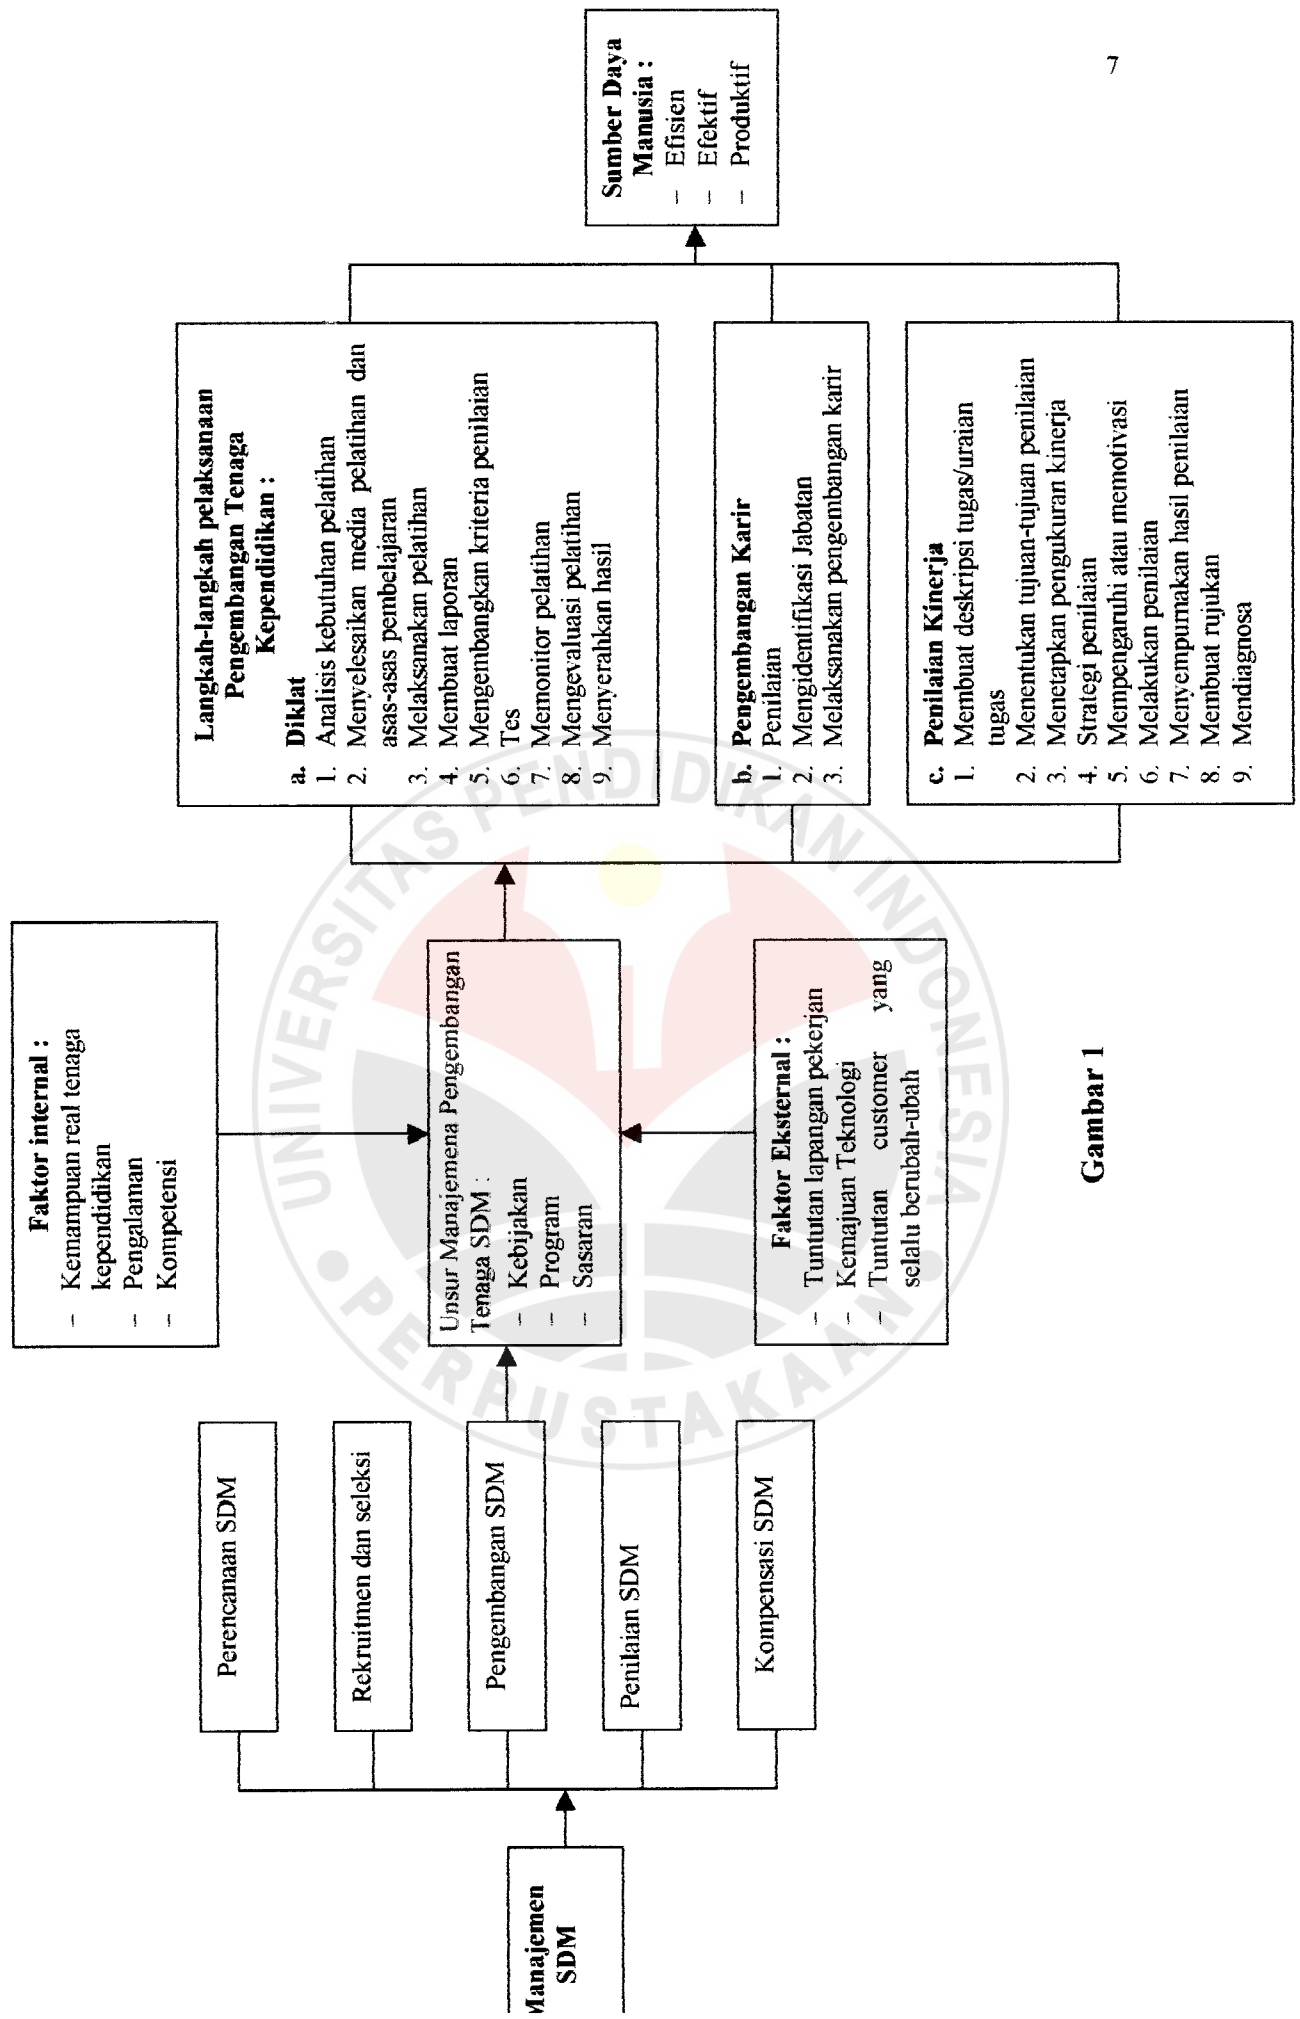 7
Manajemen
SDM
Perencanaan SDM
Rekruitmen dan seleksi
Pengembangan SDM
Penilaian SDM
Kompensasi SDM
Faktor internal :
– Kemampuan real tenaga
kependidikan
– Pengalaman
– Kompetensi
Unsur Manajemena Pengembangan
Tenaga SDM :
– Kebijakan
– Program
– Sasaran
Faktor Eksternal :
– Tuntutan lapangan pekerjan
– Kemajuan Teknologi
– Tuntutan customer yang
selalu berubah-ubah
Langkah-langkah pelaksanaan
Pengembangan Tenaga
Kependidikan :
a. Diklat
1. Analisis kebutuhan pelatihan
2. Menyelesaikan media pelatihan dan
asas-asas pembelajaran
3. Melaksanakan pelatihan
4. Membuat laporan
5. Mengembangkan kriteria penilaian
6. Tes
7. Memonitor pelatihan
8. Mengevaluasi pelatihan
9. Menyerahkan hasil
b. Pengembangan Karir
1. Penilaian
2. Mengidentifikasi Jabatan
3. Melaksanakan pengembangan karir
c. Penilaian Kinerja
1. Membuat deskripsi tugas/uraian
tugas
2. Menentukan tujuan-tujuan penilaian
3. Menetapkan pengukuran kinerja
4. Strategi penilaian
5. Mempengaruhi atau memotivasi
6. Melakukan penilaian
7. Menyempurnakan hasil penilaian
8. Membuat rujukan
9. Mendiagnosa
Sumber Daya
Manusia :
– Efisien
– Efektif
– Produktif
Gambar 1
UNIVERSITAS PENDIDIKAN INDONESIA
PERPUSTAKAAN